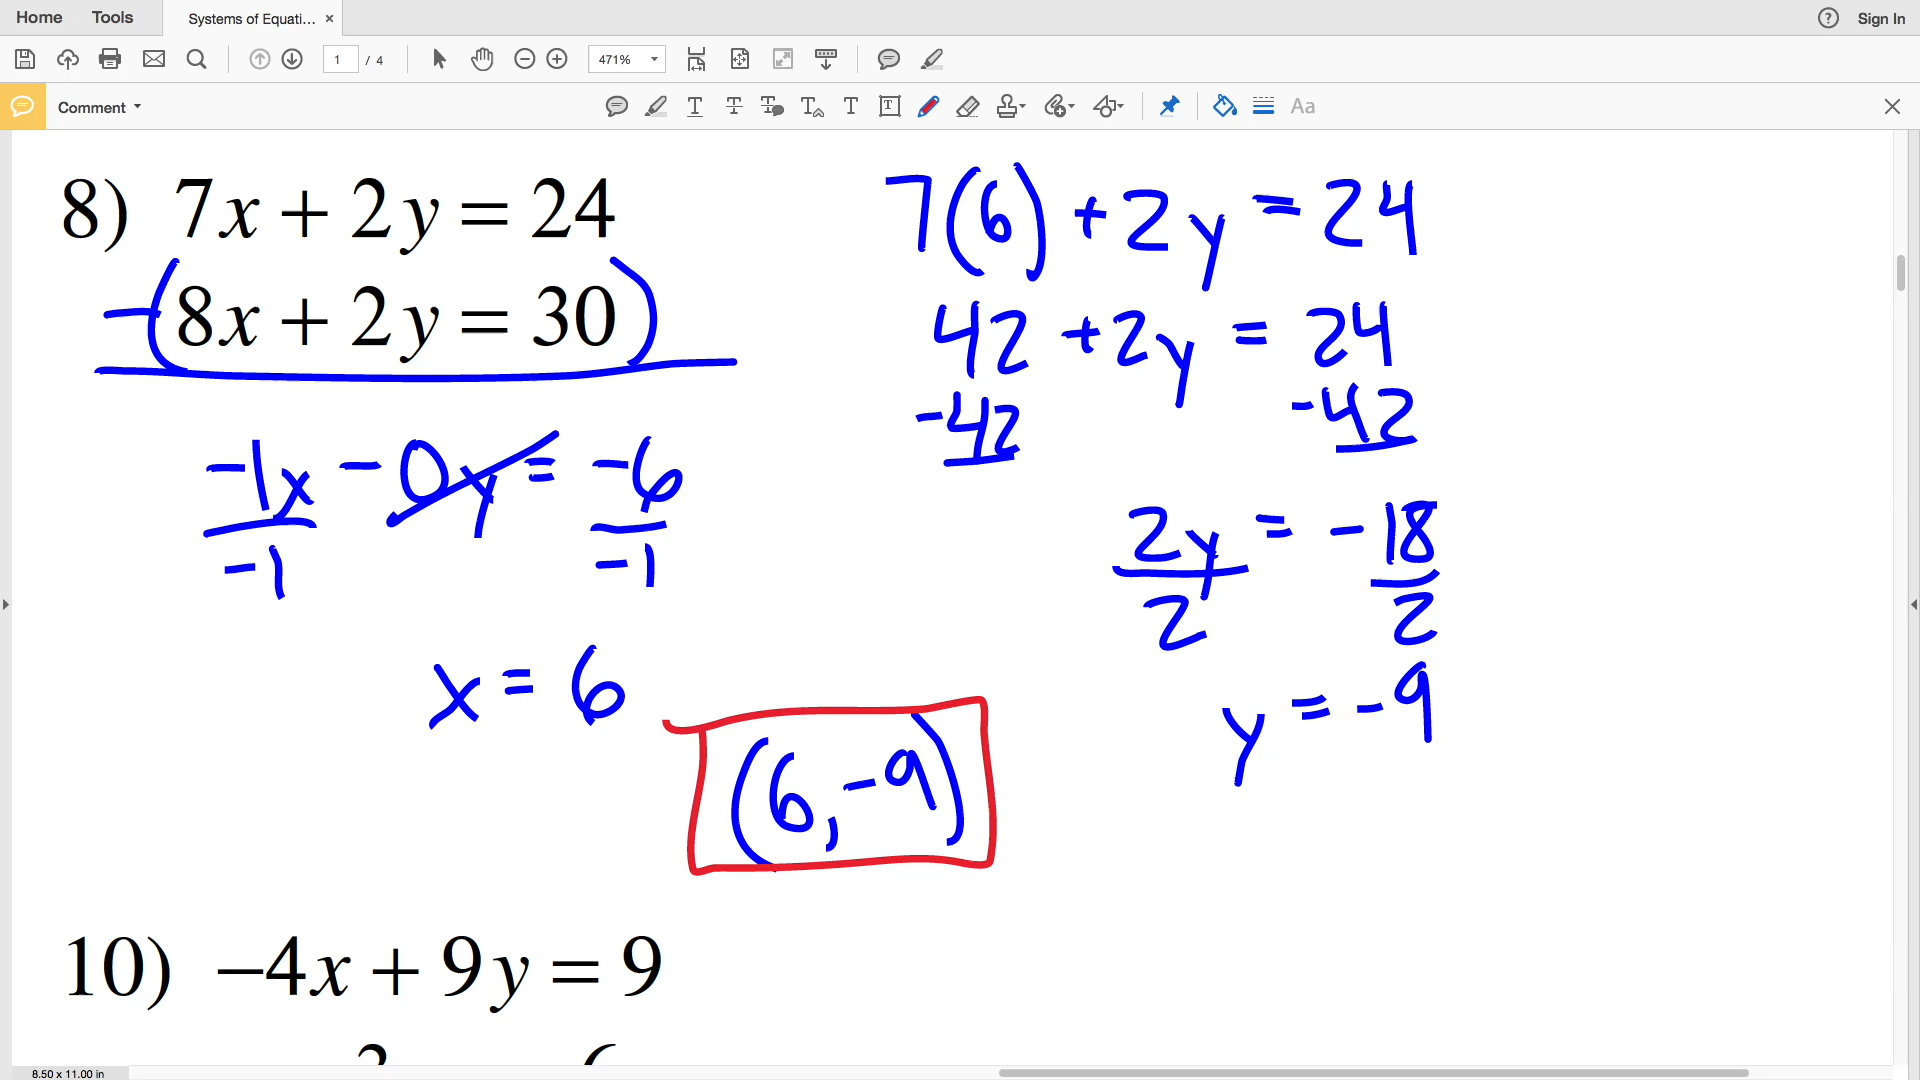 Home Tools Systems of Equati... × Sign In
1 / 4 471%
Comment Aa
8) 7x + 2y = 24
-(8x + 2y = 30)
-1x - 0y = -6
-1 -1
x = 6
7(6) + 2y = 24
42 + 2y = 24
-42 -42
2y = -18
2 2
y = -9
(6, -9)
10) −4x + 9y = 9
8.50 x 11.00 in